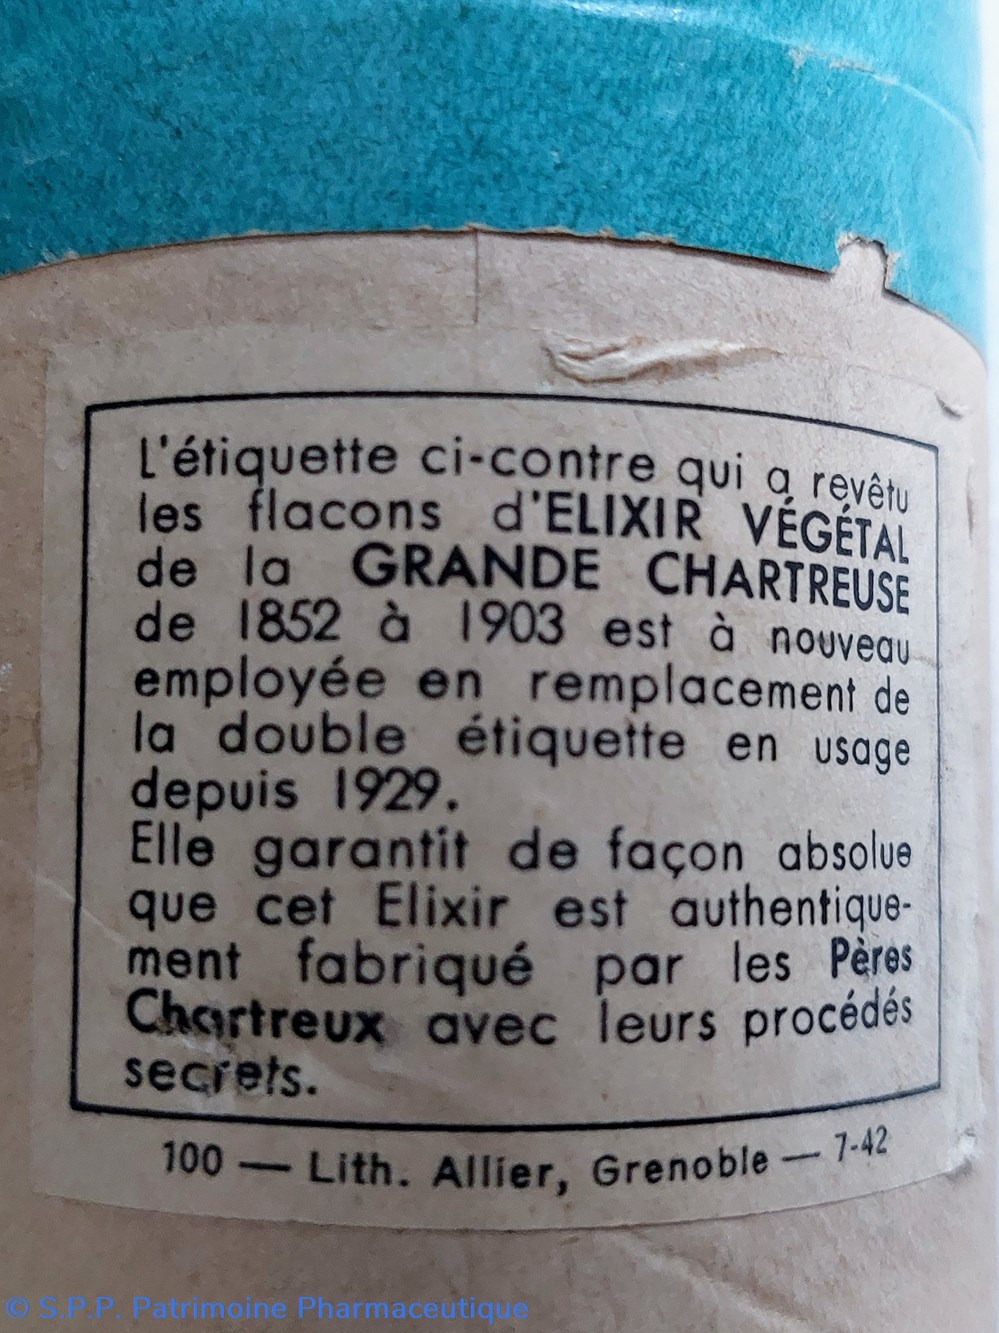 L'étiquette ci-contre qui a revêtu
les flacons d'ELIXIR VÉGÉTAL
de la GRANDE CHARTREUSE
de 1852 à 1903 est à nouveau
employée en remplacement de
la double étiquette en usage
depuis 1929.
Elle garantit de façon absolue
que cet Elixir est authentique-
ment fabriqué par les Pères
Chartreux avec leurs procédés
secrets.
100 — Lith. Allier, Grenoble — 7-42
© S.P.P. Patrimoine Pharmaceutique